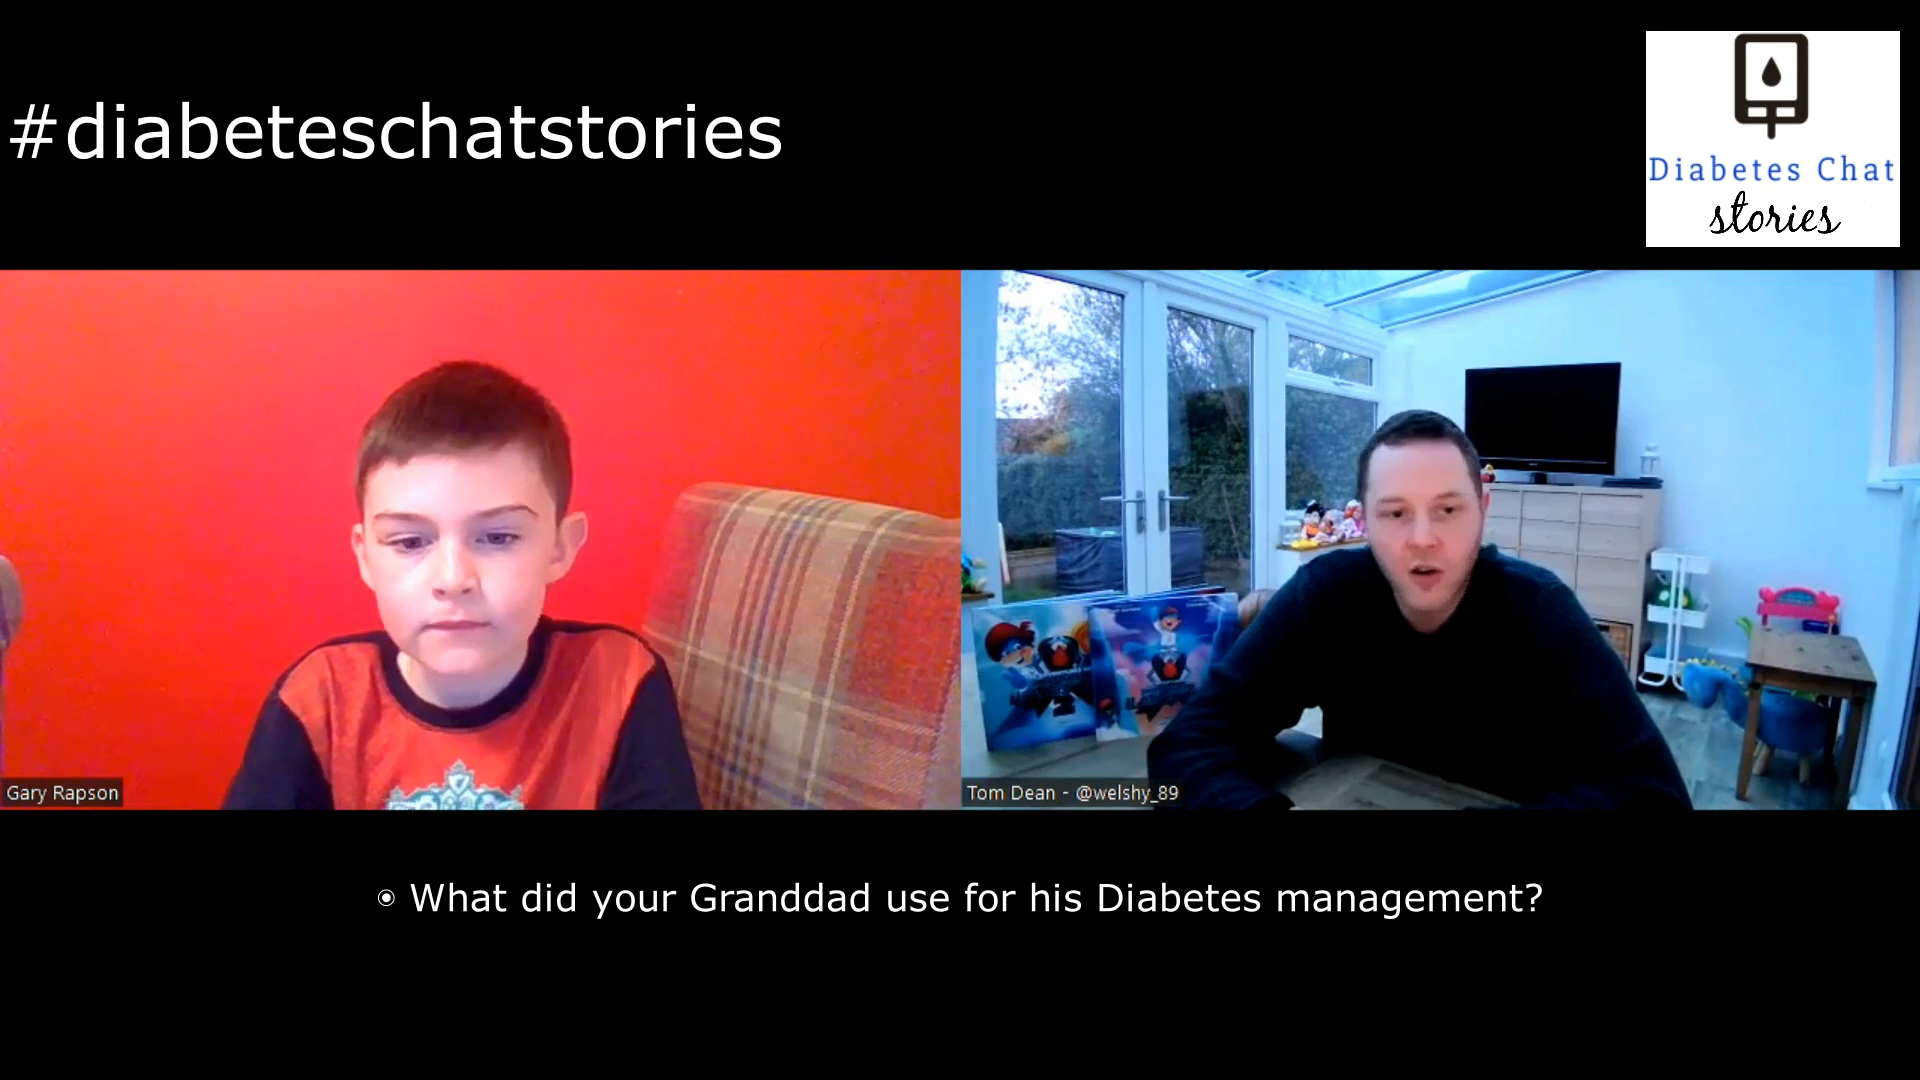 #diabeteschatstories
Diabetes Chat
stories
Gary Rapson
Tom Dean - @welshy_89
What did your Granddad use for his Diabetes management?